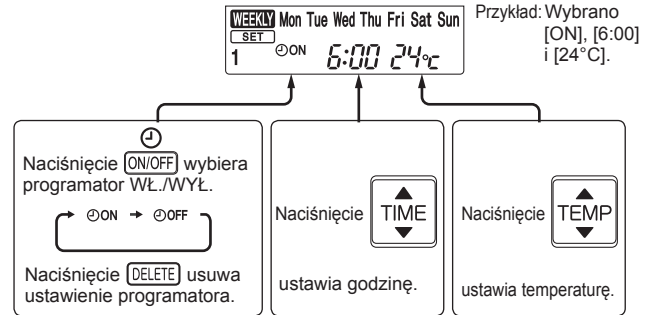 WEEKLY Mon Tue Wed Thu Fri Sat Sun
SET
1 ON 6:00 24°C
Przykład: Wybrano
[ON], [6:00]
i [24°C].
Naciśnięcie ON/OFF wybiera
programator WŁ./WYŁ.
ON → OFF
Naciśnięcie DELETE usuwa
ustawienie programatora.
Naciśnięcie TIME
ustawia godzinę.
Naciśnięcie TEMP
ustawia temperaturę.